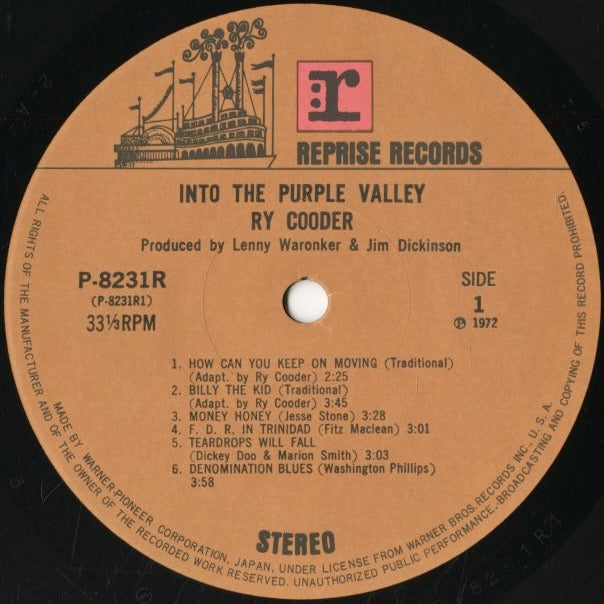 r
REPRISE RECORDS
INTO THE PURPLE VALLEY
RY COODER
Produced by Lenny Waronker & Jim Dickinson
P-8231R
(P-8231R1)
33⅓RPM
SIDE
1
Ⓟ 1972
1. HOW CAN YOU KEEP ON MOVING (Traditional)
(Adapt. by Ry Cooder) 2:25
2. BILLY THE KID (Traditional)
(Adapt. by Ry Cooder) 3:45
3. MONEY HONEY (Jesse Stone) 3:28
4. F. D. R. IN TRINIDAD (Fitz Maclean) 3:01
5. TEARDROPS WILL FALL
(Dickey Doo & Marion Smith) 3:03
6. DENOMINATION BLUES (Washington Phillips)
3:58
STEREO
MADE BY WARNER-PIONEER CORPORATION, JAPAN, UNDER LICENSE FROM WARNER BROS. RECORDS INC., U. S. A.
ALL RIGHTS OF THE MANUFACTURER AND OF THE OWNER OF THE RECORDED WORK RESERVED. UNAUTHORIZED PUBLIC PERFORMANCE, BROADCASTING AND COPYING OF THIS RECORD PROHIBITED.